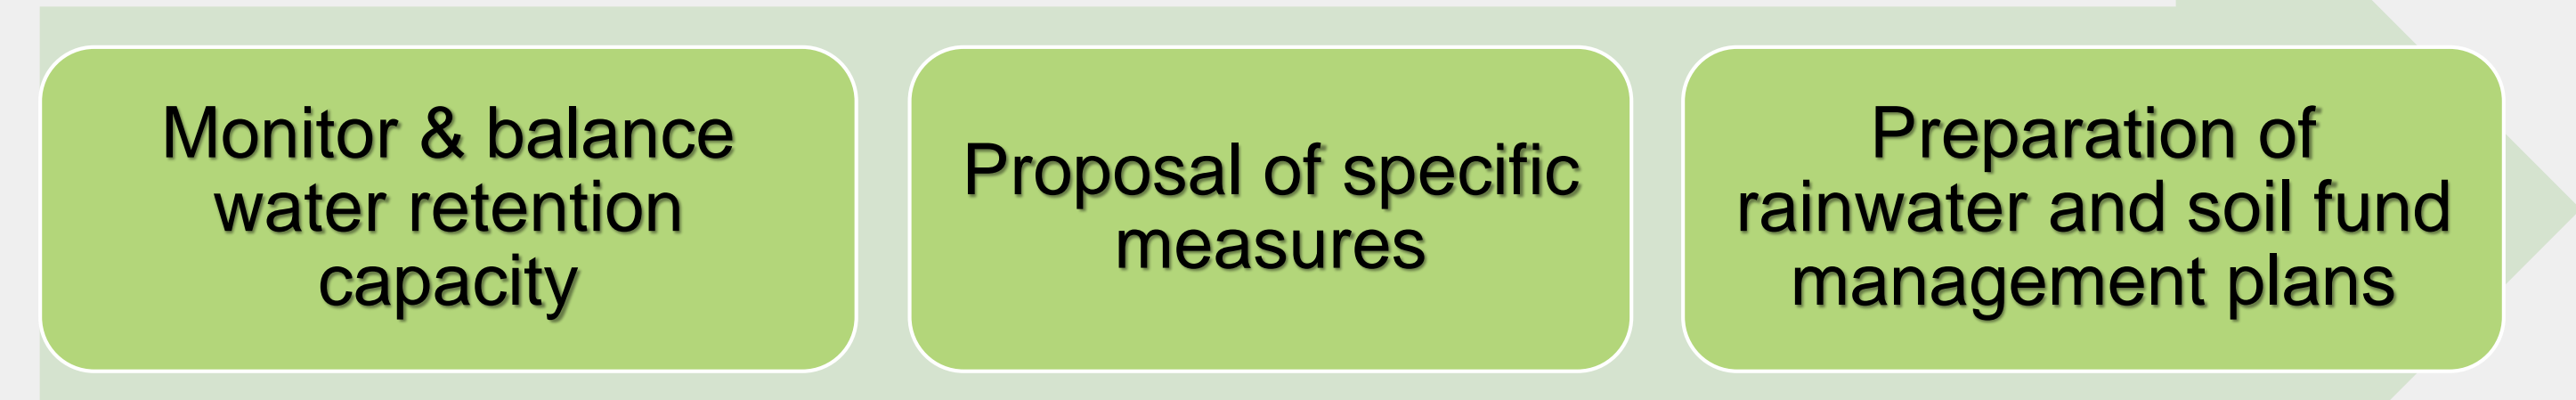 Monitor & balance
water retention
capacity
Proposal of specific
measures
Preparation of
rainwater and soil fund
management plans